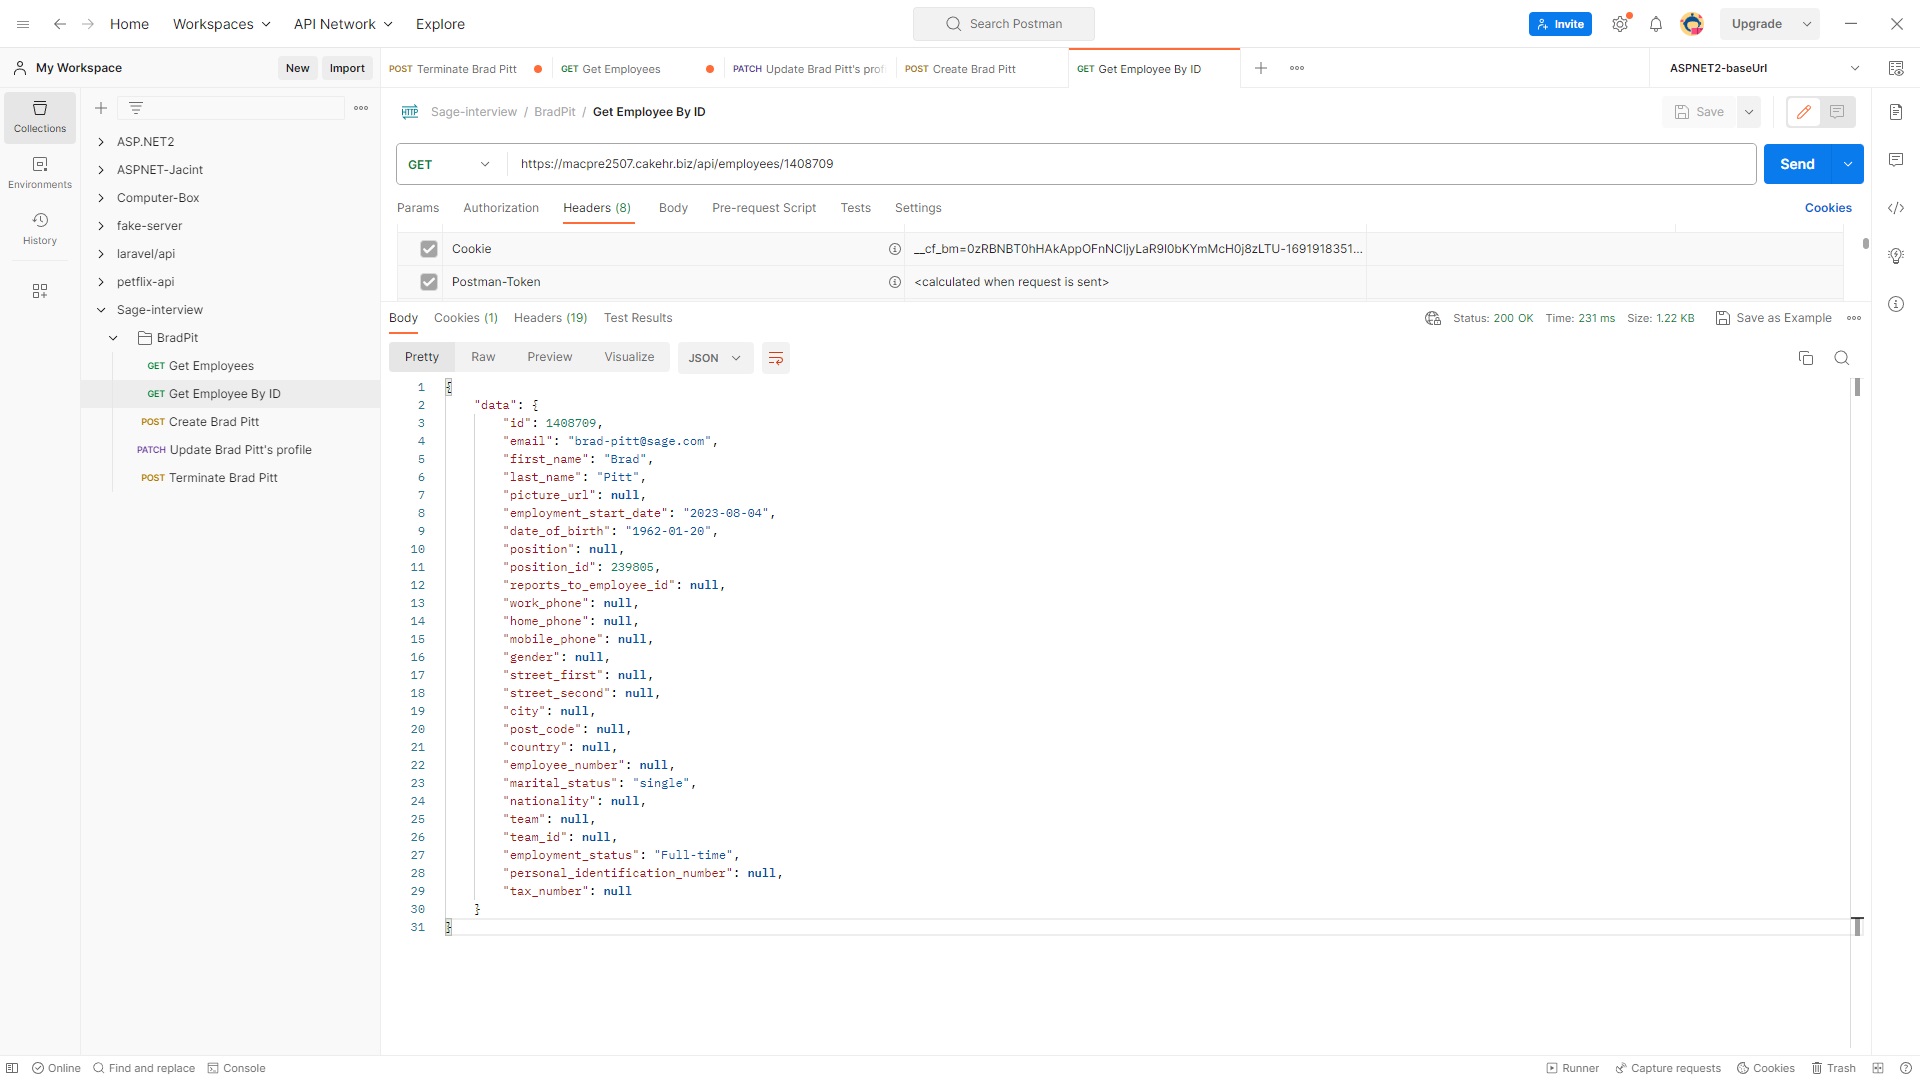 Home Workspaces API Network Explore Search Postman Invite Upgrade
My Workspace New Import POST Terminate Brad Pitt GET Get Employees PATCH Update Brad Pitt's prof POST Create Brad Pitt GET Get Employee By ID ASPNET2-baseUrl
Collections
Environments
History
ASP.NET2
ASPNET-Jacint
Computer-Box
fake-server
laravel/api
petflix-api
Sage-interview
BradPit
GET Get Employees
GET Get Employee By ID
POST Create Brad Pitt
PATCH Update Brad Pitt's profile
POST Terminate Brad Pitt
HTTP Sage-interview / BradPit / Get Employee By ID Save
GET https://macpre2507.cakehr.biz/api/employees/1408709 Send
Params Authorization Headers (8) Body Pre-request Script Tests Settings Cookies
Cookie __cf_bm=0zRBNBT0hHAkAppOFnNCljyLaR9I0bKYmMcH0j8zLTU-1691918351...
Postman-Token <calculated when request is sent>
Body Cookies (1) Headers (19) Test Results Status: 200 OK Time: 231 ms Size: 1.22 KB Save as Example
Pretty Raw Preview Visualize JSON
1 {
2 "data": {
3 "id": 1408709,
4 "email": "brad-pitt@sage.com",
5 "first_name": "Brad",
6 "last_name": "Pitt",
7 "picture_url": null,
8 "employment_start_date": "2023-08-04",
9 "date_of_birth": "1962-01-20",
10 "position": null,
11 "position_id": 239805,
12 "reports_to_employee_id": null,
13 "work_phone": null,
14 "home_phone": null,
15 "mobile_phone": null,
16 "gender": null,
17 "street_first": null,
18 "street_second": null,
19 "city": null,
20 "post_code": null,
21 "country": null,
22 "employee_number": null,
23 "marital_status": "single",
24 "nationality": null,
25 "team": null,
26 "team_id": null,
27 "employment_status": "Full-time",
28 "personal_identification_number": null,
29 "tax_number": null
30 }
31 }
Online Find and replace Console Runner Capture requests Cookies Trash